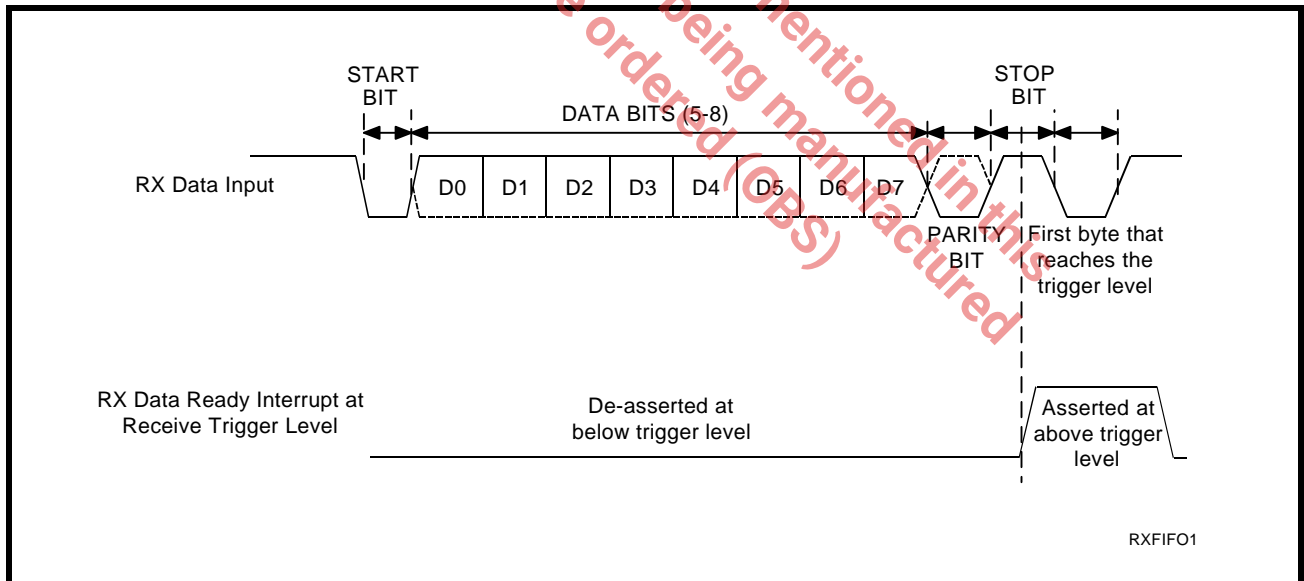 mentioned in this
being manufactured
ordered (OBS)
START
BIT
STOP
BIT
DATA BITS (5-8)
RX Data Input
D0 D1 D2 D3 D4 D5 D6 D7
PARITY
BIT
First byte that
reaches the
trigger level
RX Data Ready Interrupt at
Receive Trigger Level
De-asserted at
below trigger level
Asserted at
above trigger
level
RXFIFO1